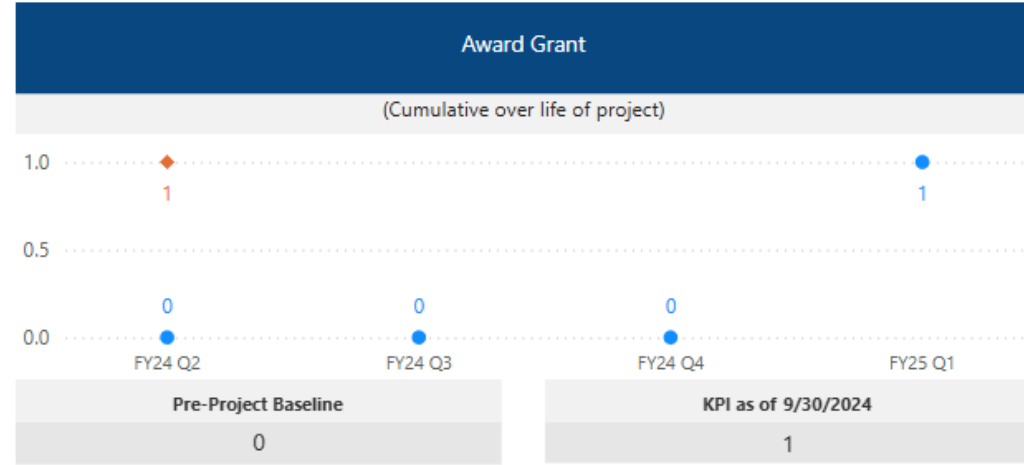 Award Grant
(Cumulative over life of project)
1.0
1
1
0.5
0
0
0
0.0
FY24 Q2
FY24 Q3
FY24 Q4
FY25 Q1
Pre-Project Baseline
KPI as of 9/30/2024
0
1